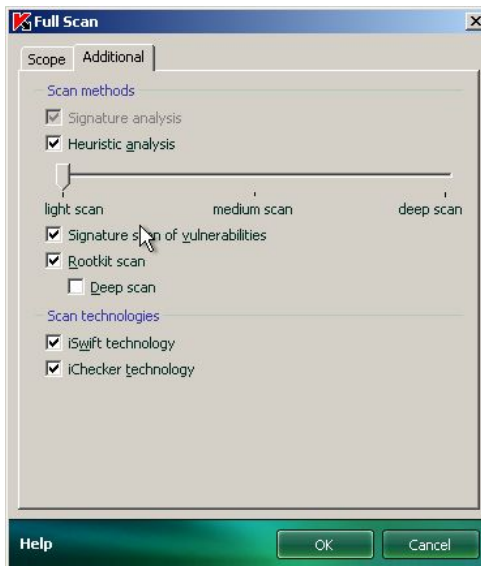 Full Scan
Scope Additional
Scan methods
Signature analysis
Heuristic analysis
light scan medium scan deep scan
Signature scan of vulnerabilities
Rootkit scan
Deep scan
Scan technologies
iSwift technology
iChecker technology
Help OK Cancel